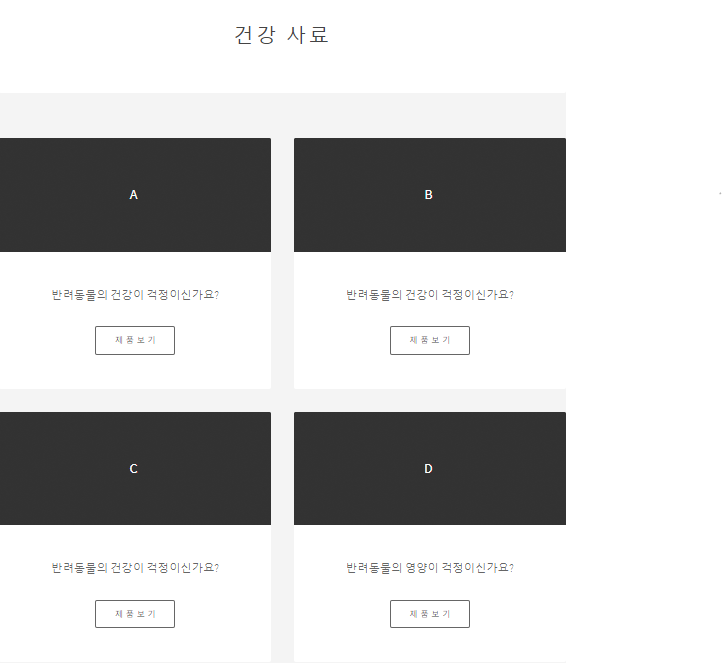 건강 사료
A
B
반려동물의 건강이 걱정이신가요?
반려동물의 건강이 걱정이신가요?
제품보기
제품보기
C
D
반려동물의 건강이 걱정이신가요?
반려동물의 영양이 걱정이신가요?
제품보기
제품보기